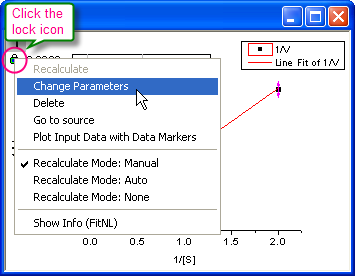 Click the
lock icon
1/V
Line Fit of 1/V
Recalculate
Change Parameters
Delete
Go to source
Plot Input Data with Data Markers
Recalculate Mode: Manual
Recalculate Mode: Auto
Recalculate Mode: None
Show Info (FitNL)
0.0 0.5 1.0 1.5 2.0
1/[S]